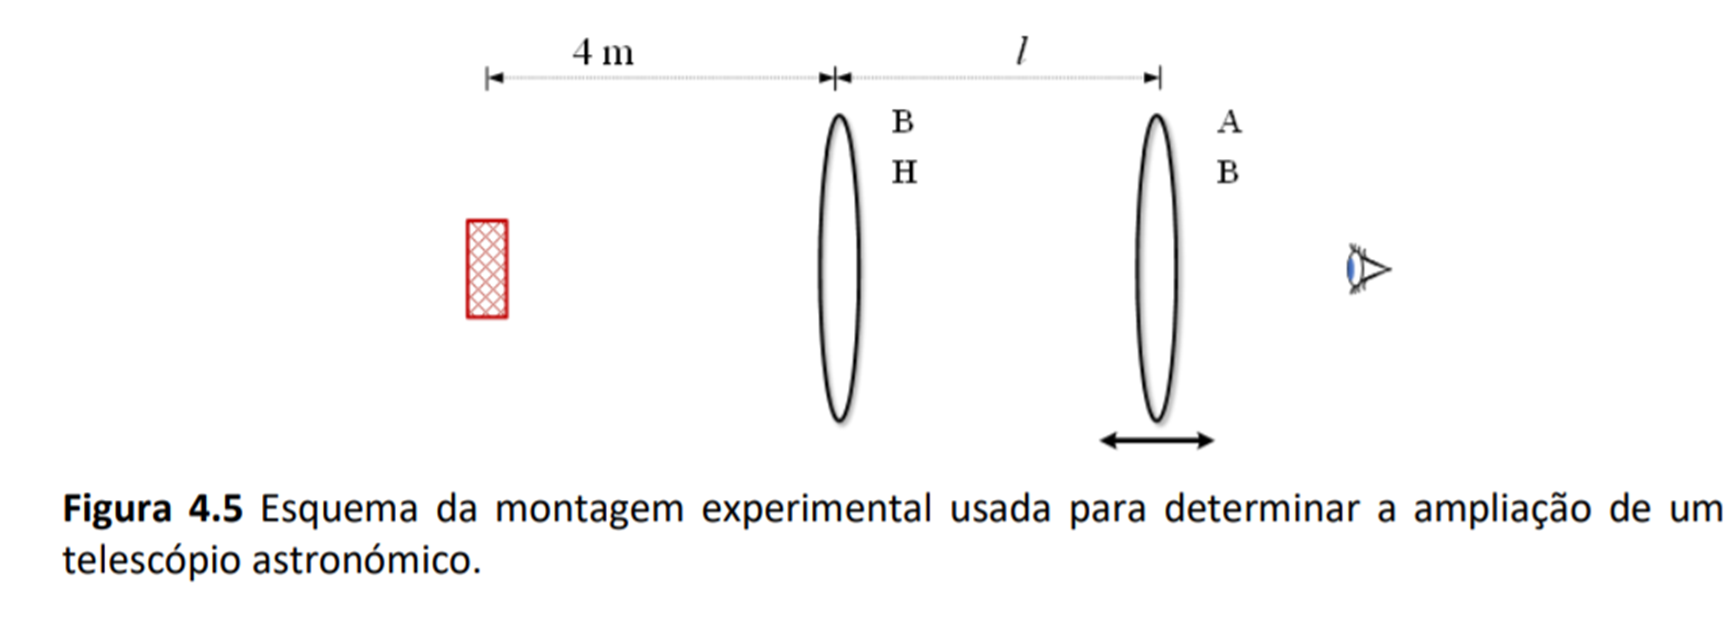 4 m
l
B
H
A
B
Figura 4.5 Esquema da montagem experimental usada para determinar a ampliação de um
telescópio astronómico.